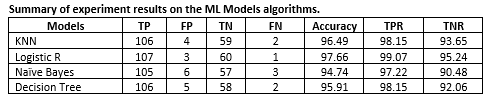 Summary of experiment results on the ML Models algorithms.
Models TP FP TN FN Accuracy TPR TNR
KNN 106 4 59 2 96.49 98.15 93.65
Logistic R 107 3 60 1 97.66 99.07 95.24
Naïve Bayes 105 6 57 3 94.74 97.22 90.48
Decision Tree 106 5 58 2 95.91 98.15 92.06